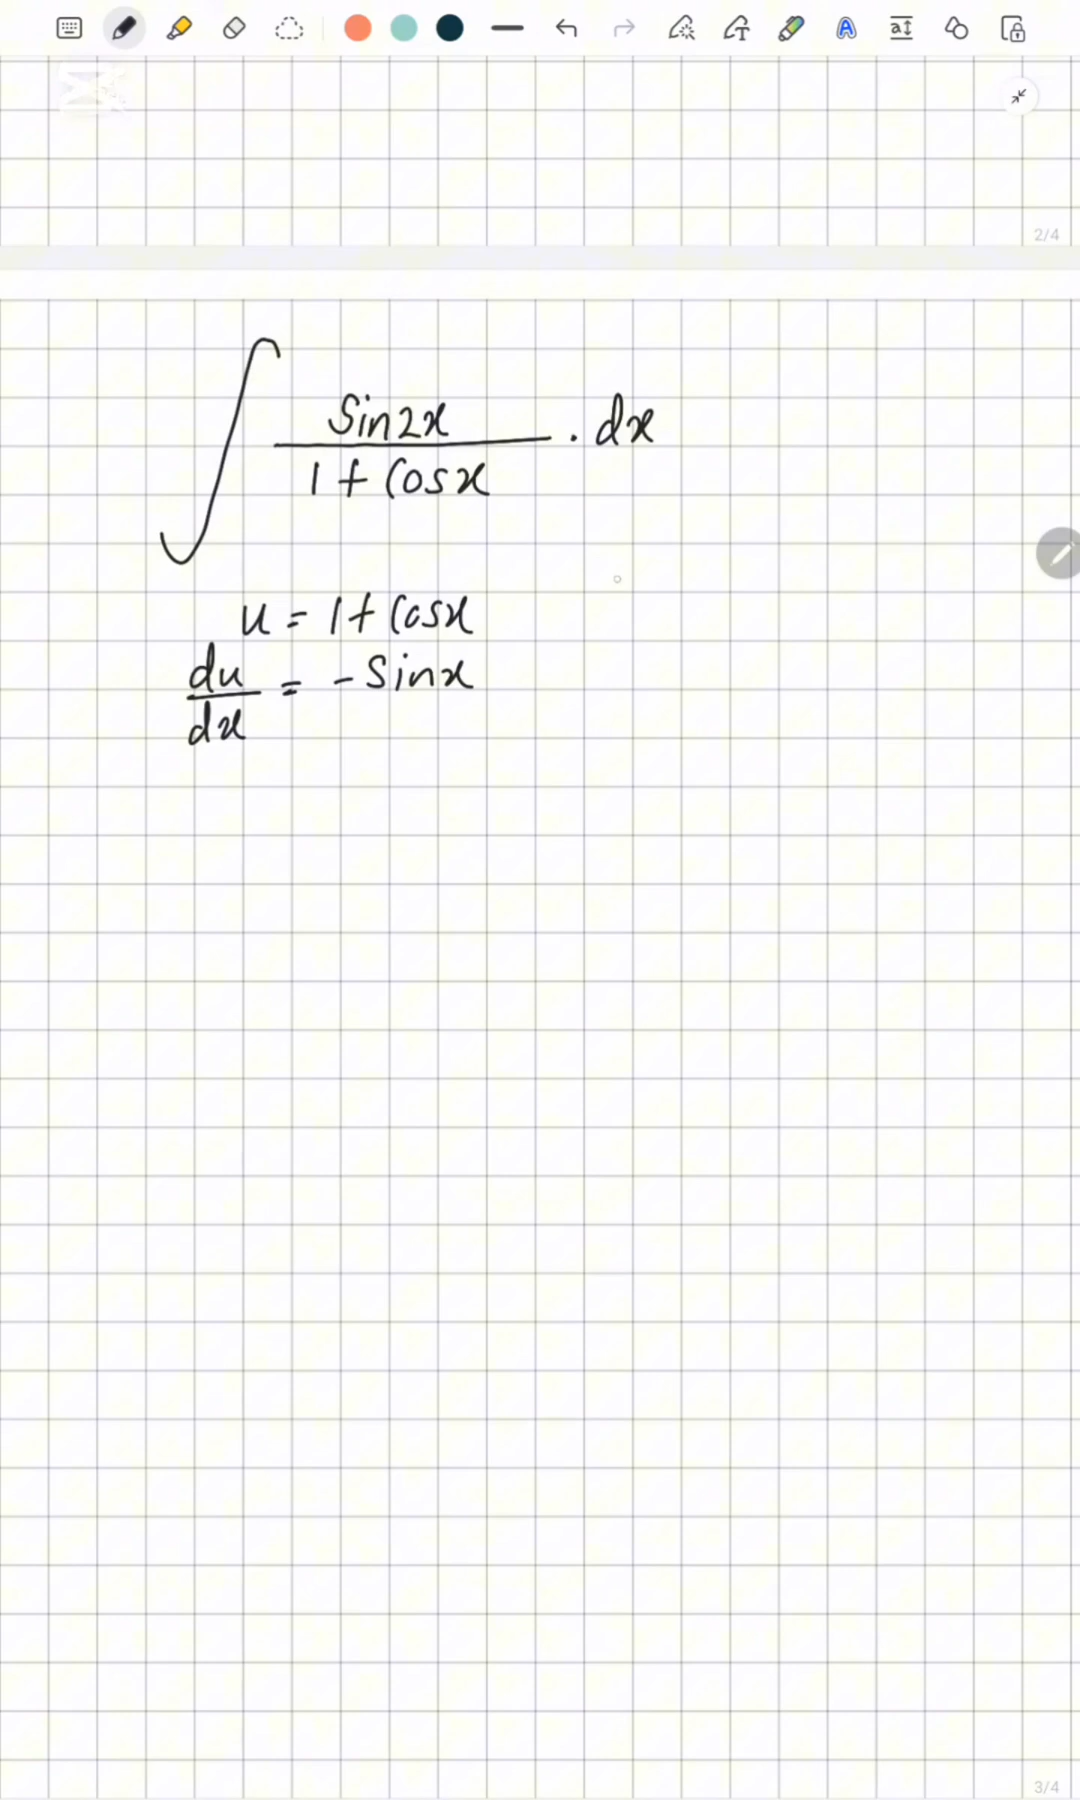 2/4
∫ Sin2x / 1 + Cosx . dx
u = 1 + Cosx
du/dx = - Sinx
3/4